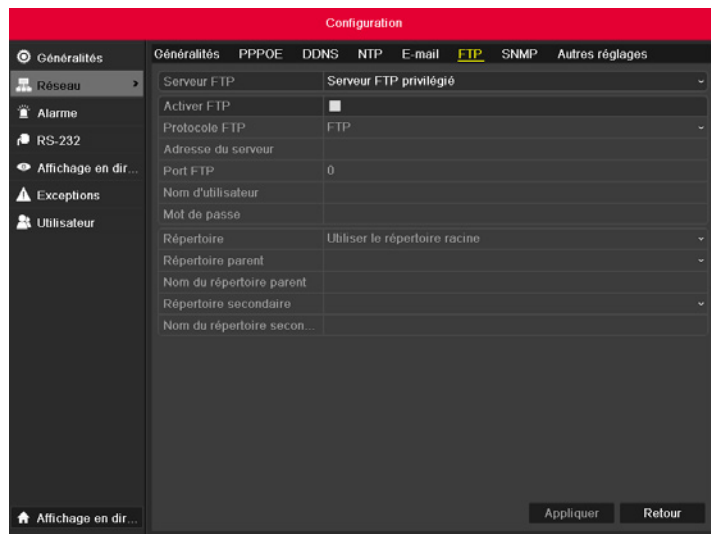 Configuration
Généralités
Réseau
Alarme
RS-232
Affichage en dir...
Exceptions
Utilisateur
Affichage en dir...
Généralités PPPOE DDNS NTP E-mail FTP SNMP Autres réglages
Serveur FTP Serveur FTP privilégié
Activer FTP
Protocole FTP FTP
Adresse du serveur
Port FTP 0
Nom d'utilisateur
Mot de passe
Répertoire Utiliser le répertoire racine
Répertoire parent
Nom du répertoire parent
Répertoire secondaire
Nom du répertoire secon...
Appliquer Retour